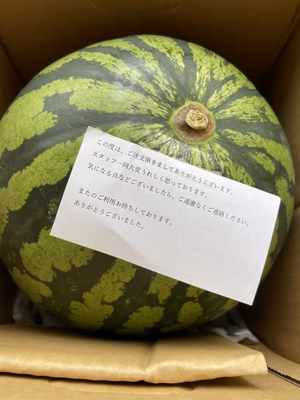 この度は、ご注文頂きましてありがとうございます。
スタッフ一同大変うれしく思っております。
気になる点などございましたら、ご遠慮なくご連絡ください。
またのご利用お待ちしております。
ありがとうございました。